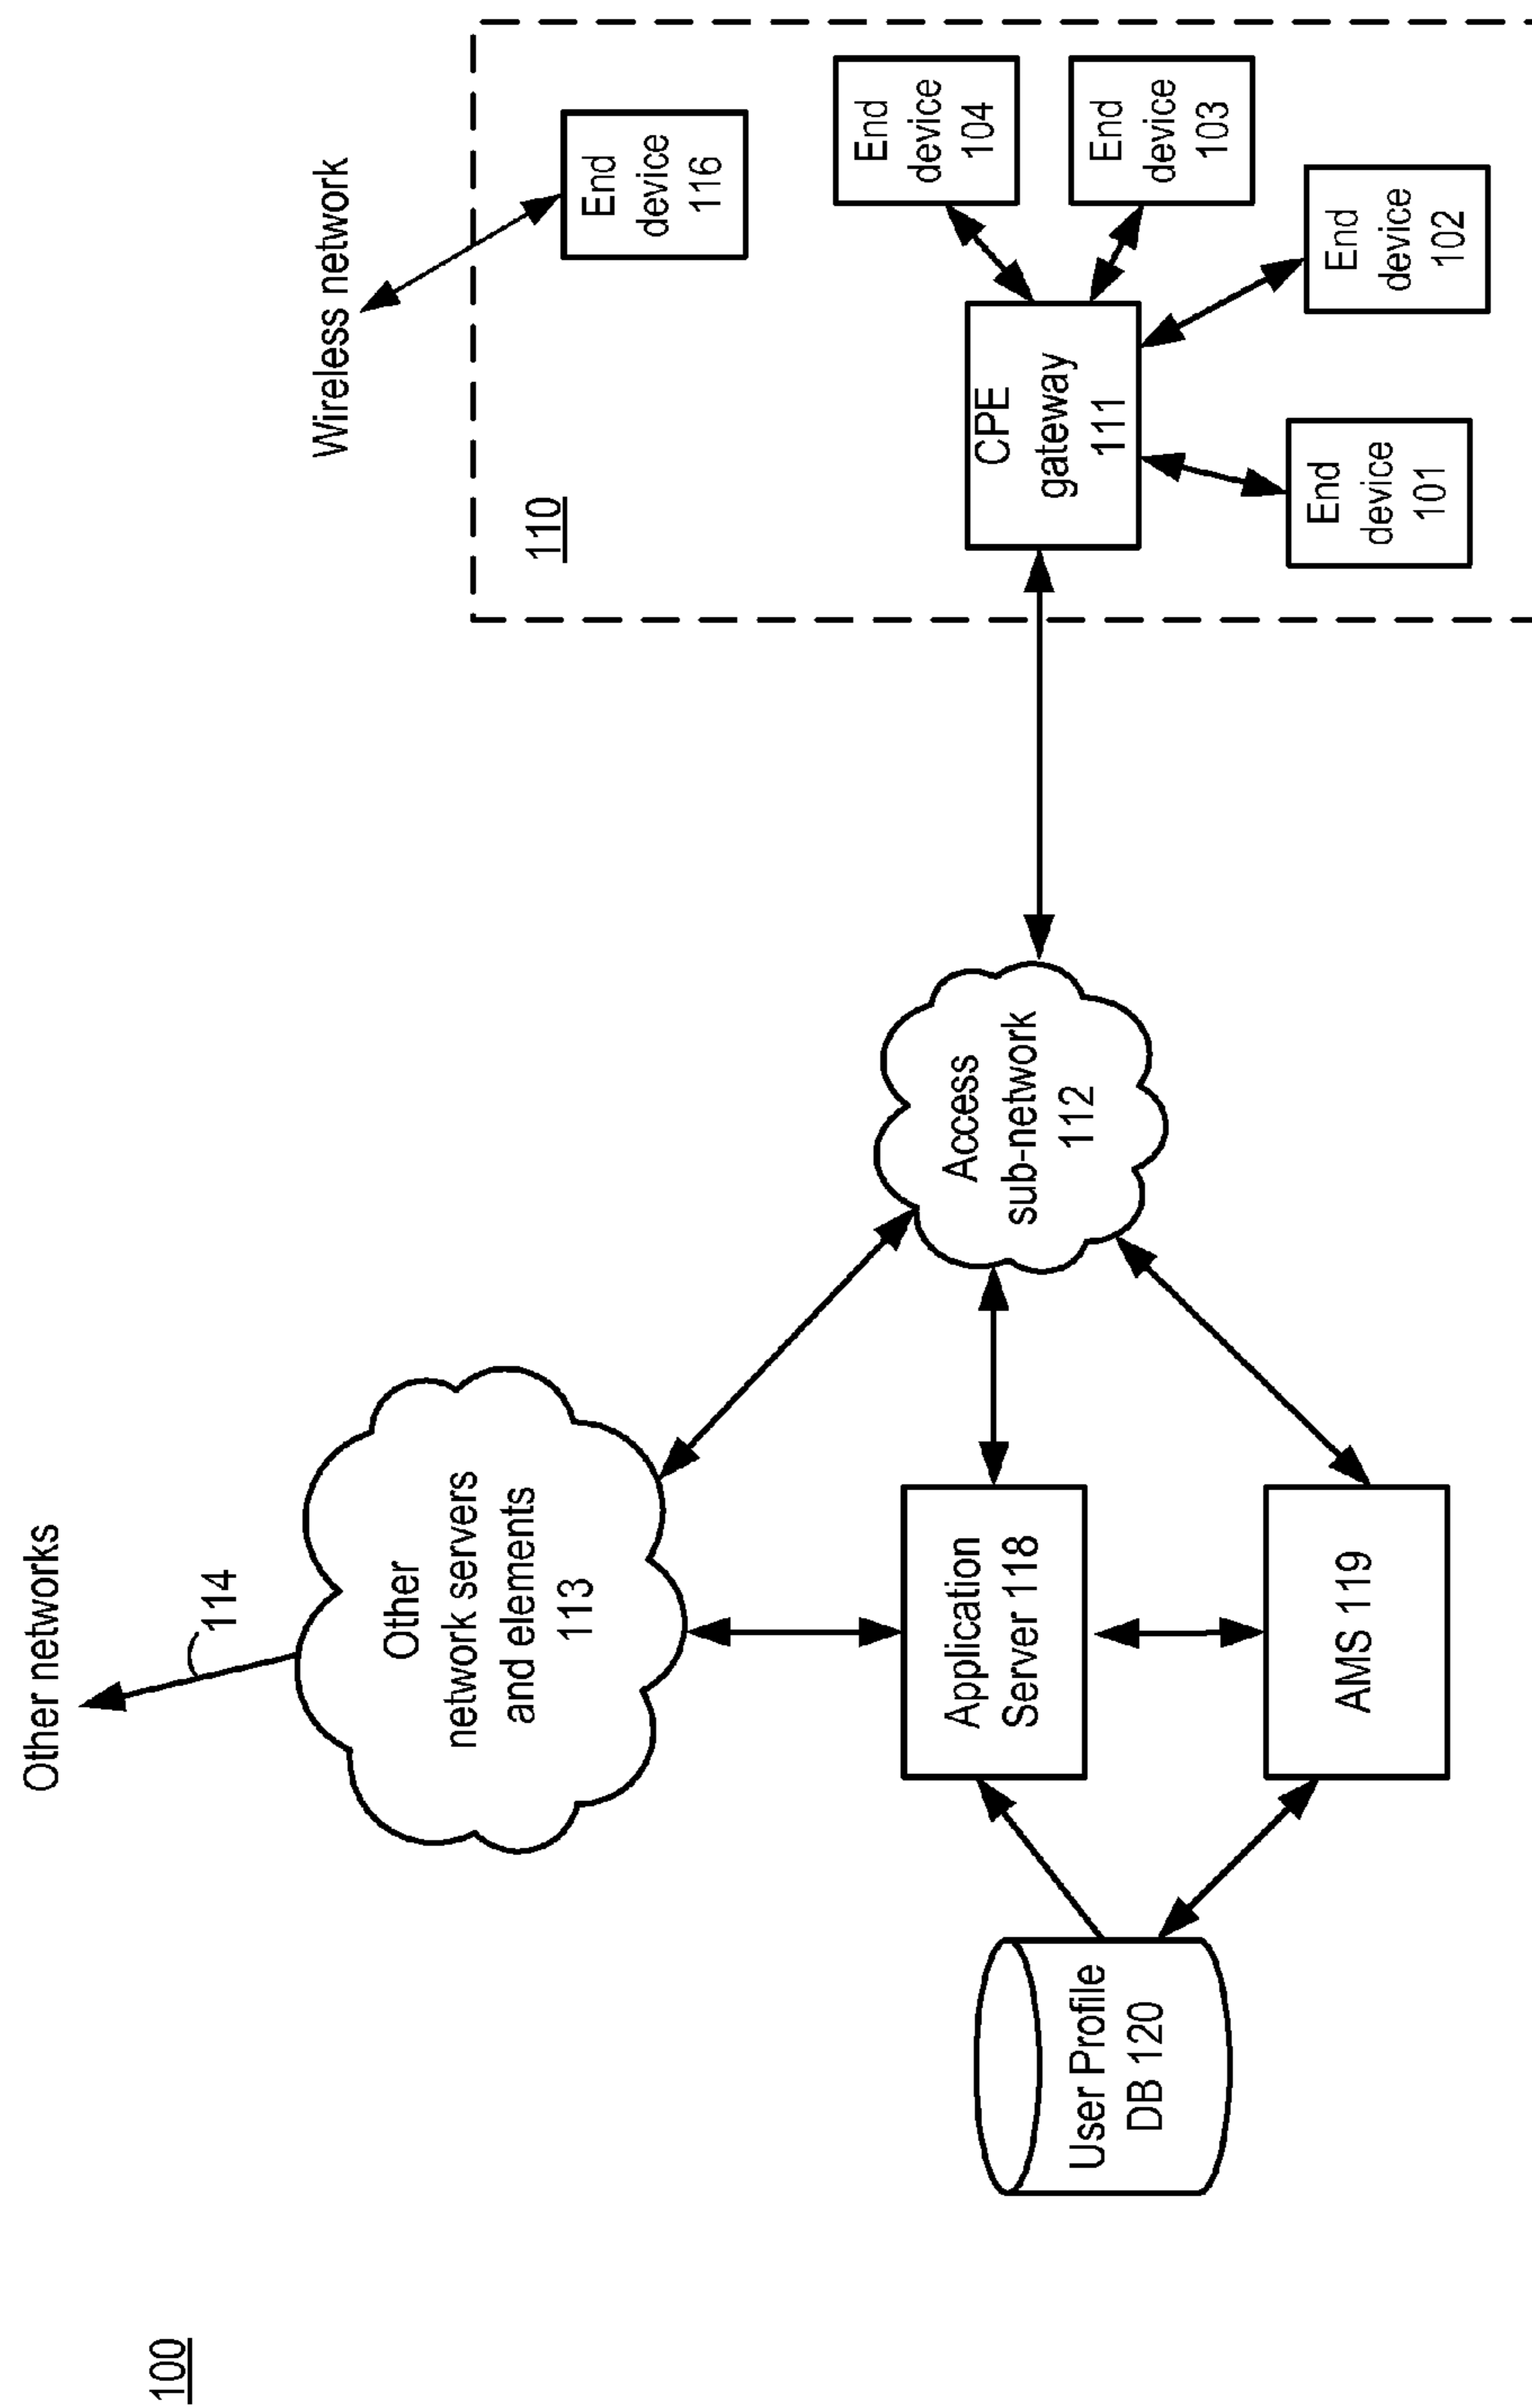 100
Other networks
114
Other
network servers
and elements
113
Wireless network
110
End
device
116
User Profile
DB 120
Application
Server 118
AMS 119
Access
sub-network
112
CPE
gateway
111
End
device
104
End
device
103
End
device
102
End
device
101